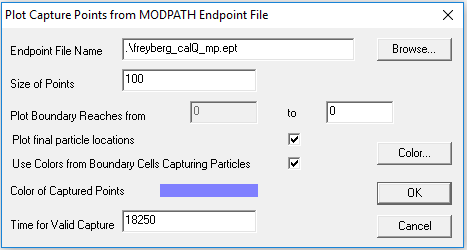 Plot Capture Points from MODPATH Endpoint File
Endpoint File Name .\freyberg_calQ_mp.ept Browse...
Size of Points 100
Plot Boundary Reaches from 0 to 0
Plot final particle locations
Use Colors from Boundary Cells Capturing Particles
Color...
Color of Captured Points
OK
Time for Valid Capture 18250
Cancel